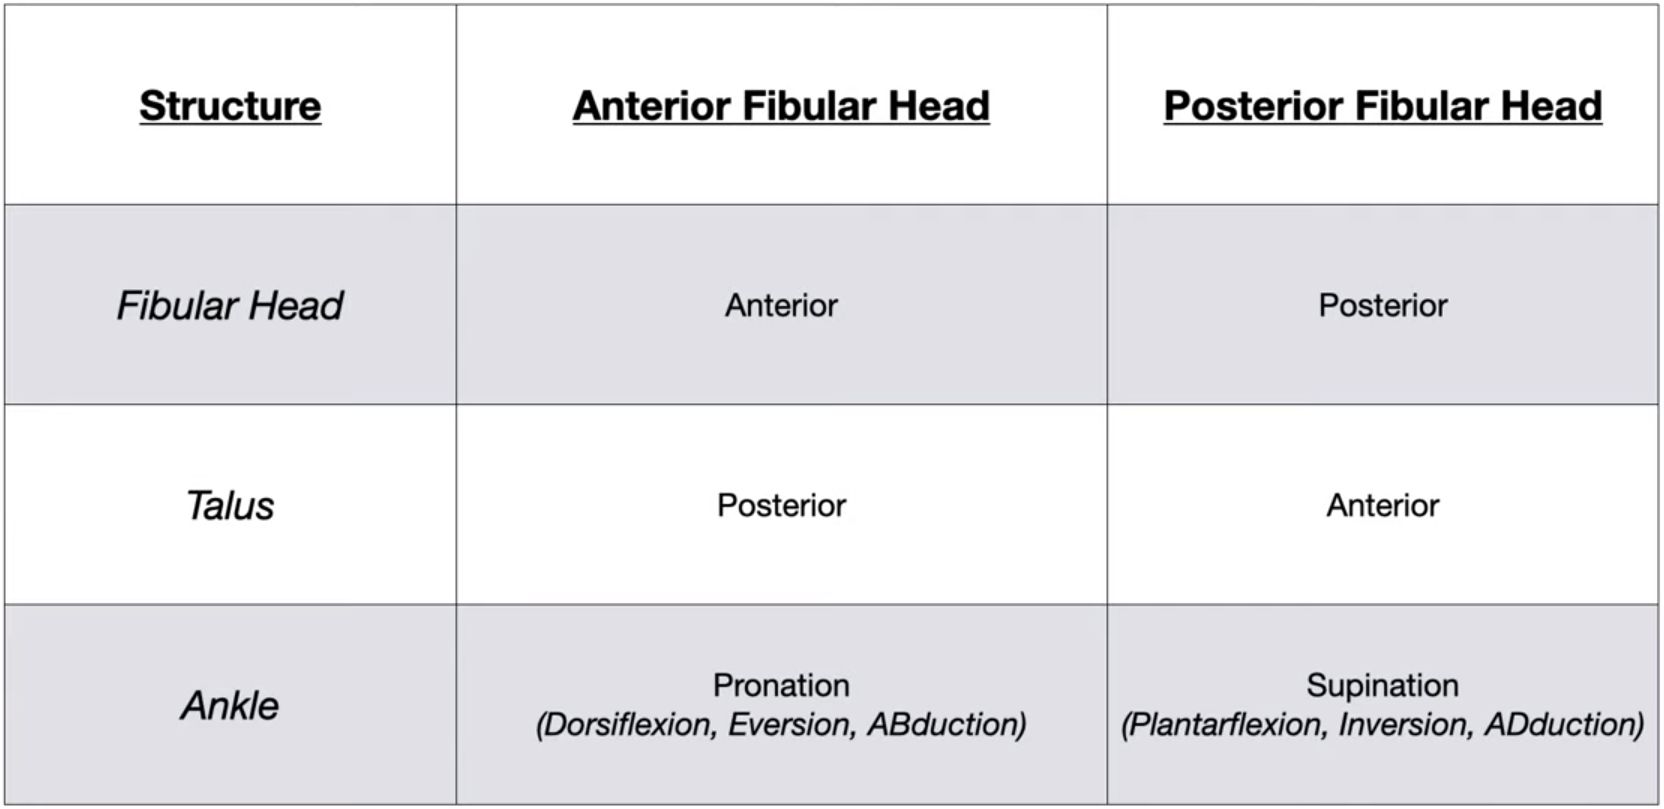 Structure Anterior Fibular Head Posterior Fibular Head
Fibular Head Anterior Posterior
Talus Posterior Anterior
Ankle Pronation Supination
(Dorsiflexion, Eversion, ABduction) (Plantarflexion, Inversion, ADduction)